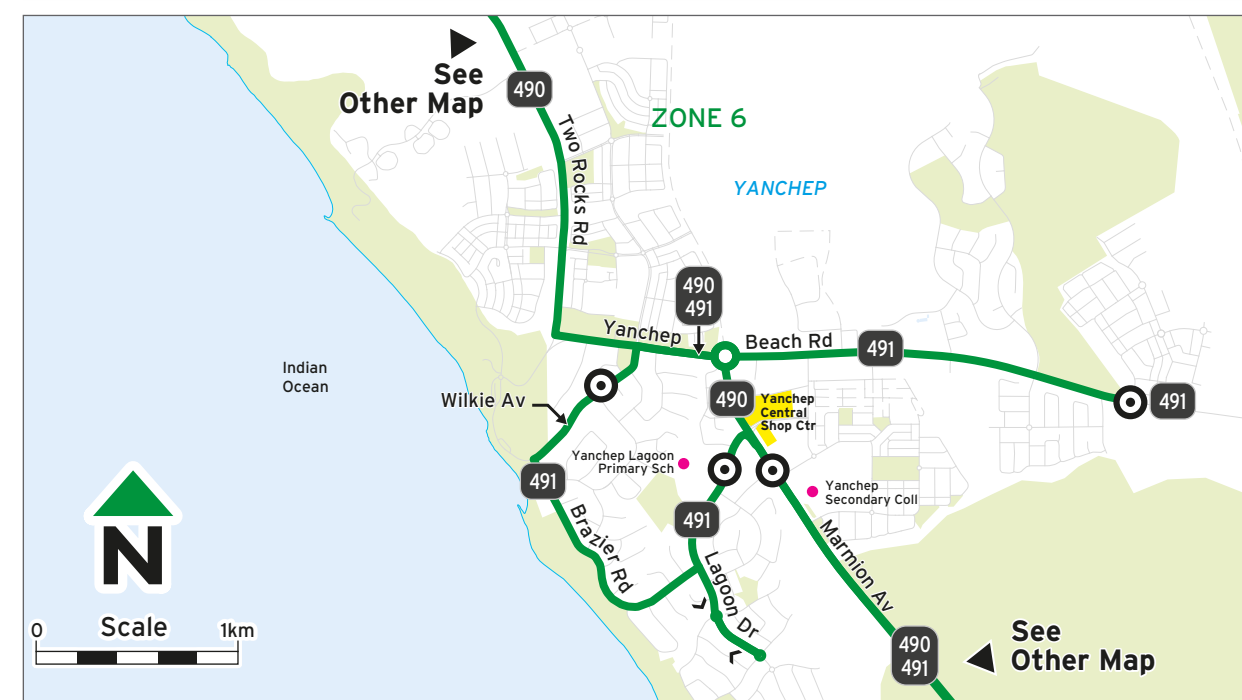 See
Other Map
490
Two Rocks Rd
ZONE 6
YANCHEP
490
491
Yanchep
Beach Rd
491
Indian
Ocean
Wilkie Av
490
Yanchep
Central
Shop Ctr
491
Yanchep Lagoon
Primary Sch
491
Yanchep
Secondary Coll
491
Brazier Rd
Lagoon Dr
Marmion Av
N
0
Scale
1km
490
491
See
Other Map